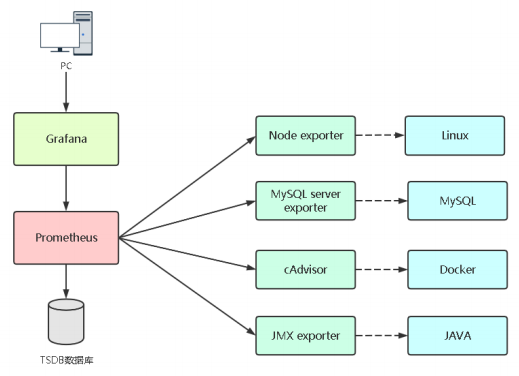 PC
Grafana
Prometheus
TSDB数据库
Node exporter
Linux
MySQL server
exporter
MySQL
cAdvisor
Docker
JMX exporter
JAVA